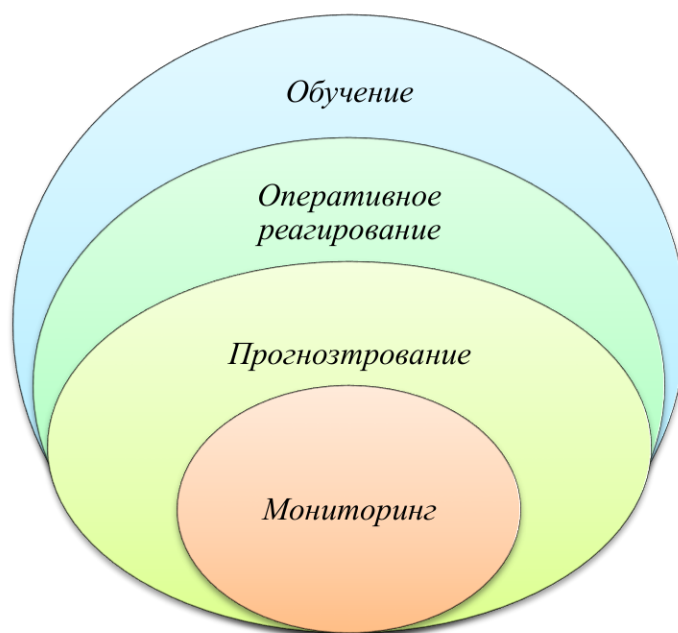 Обучение
Оперативное
реагирование
Прогнозтрование
Мониторинг